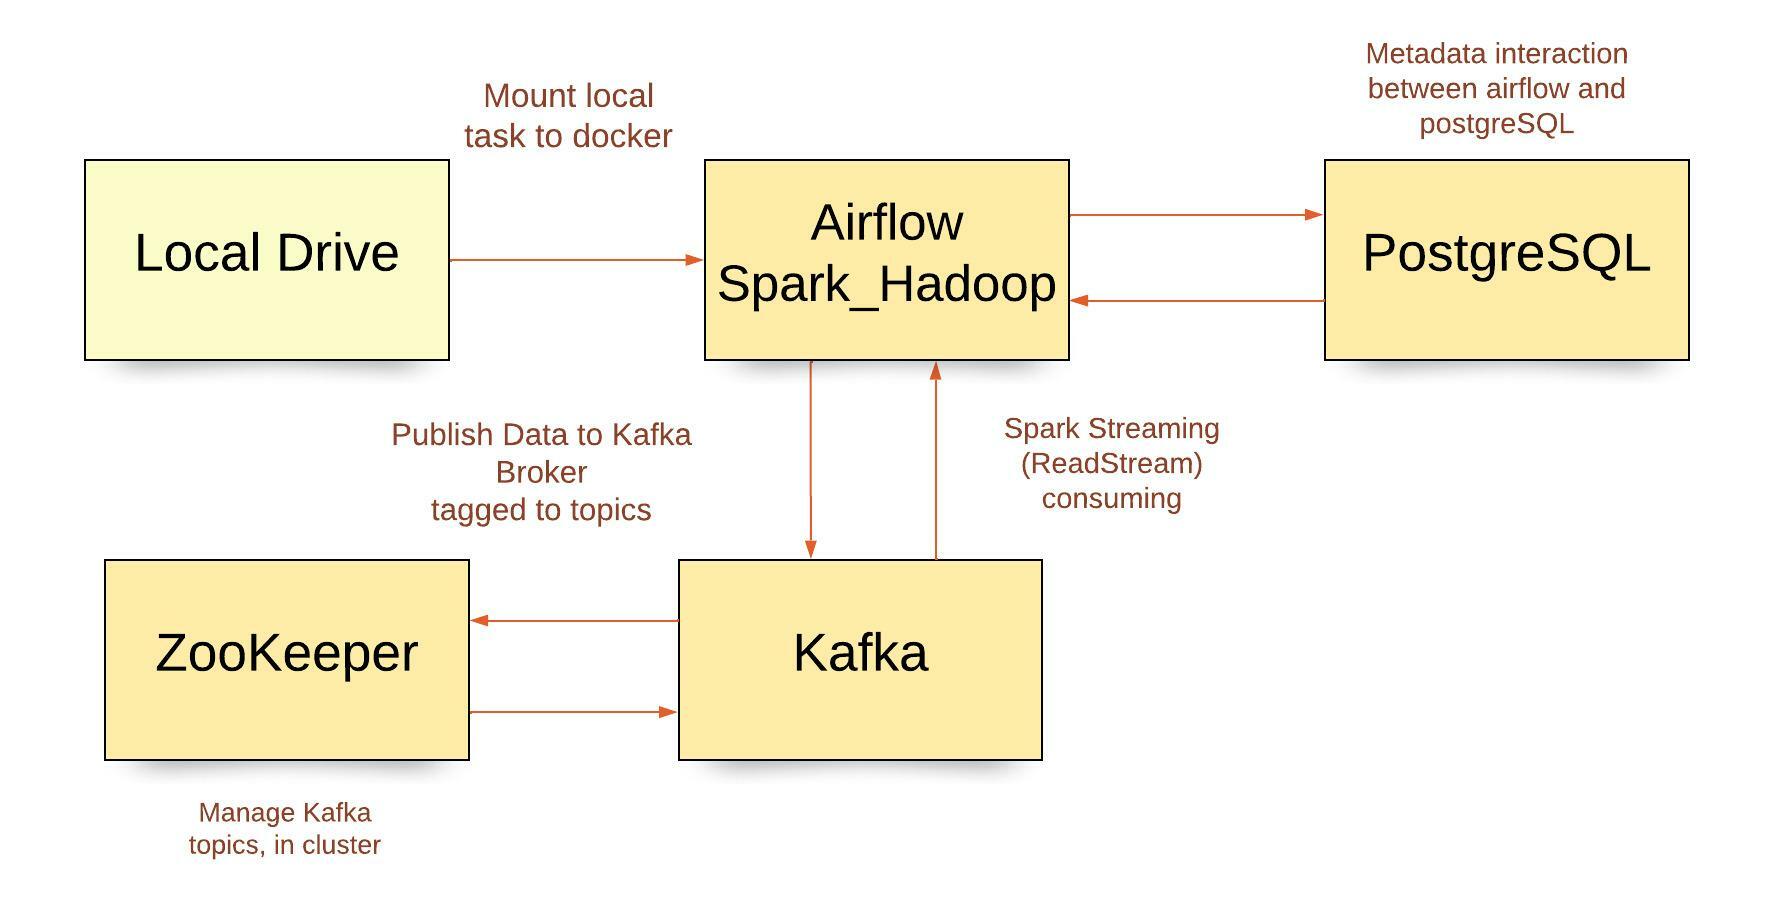 Metadata interaction
between airflow and
postgreSQL
Mount local
task to docker
Local Drive
Airflow
Spark_Hadoop
PostgreSQL
Publish Data to Kafka
Broker
tagged to topics
Spark Streaming
(ReadStream)
consuming
ZooKeeper
Kafka
Manage Kafka
topics, in cluster